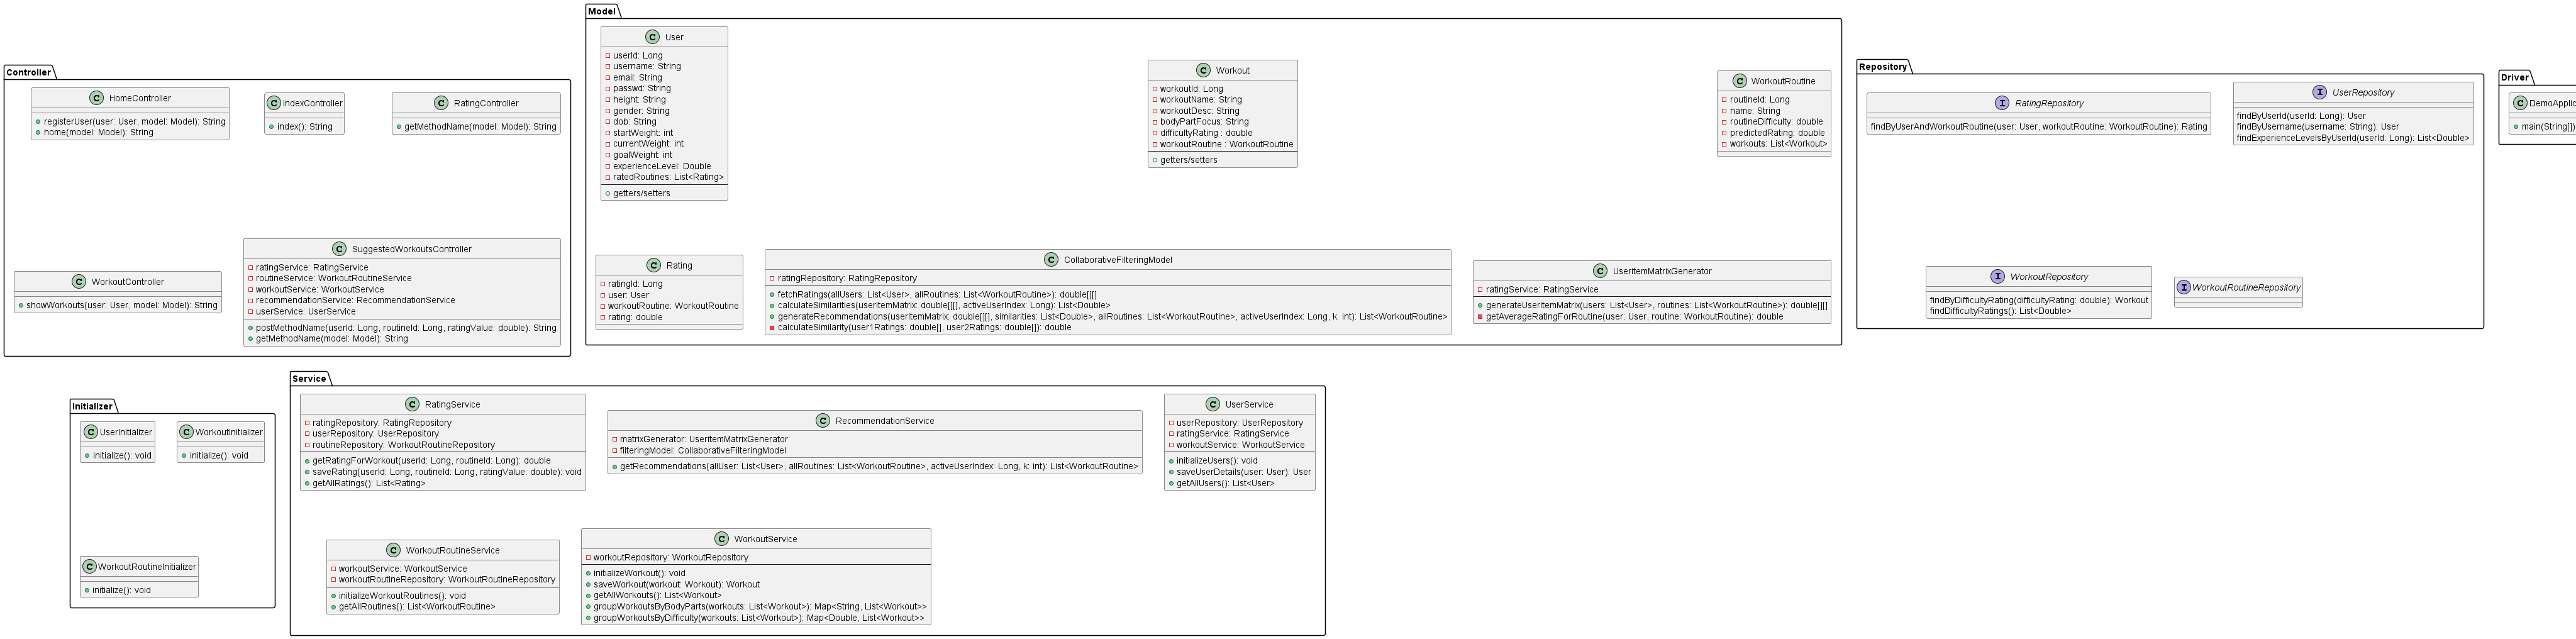 Controller
HomeController
registerUser(user: User, model: Model): String
home(model: Model): String
IndexController
index(): String
RatingController
getMethodName(model: Model): String
WorkoutController
showWorkouts(user: User, model: Model): String
SuggestedWorkoutsController
ratingService: RatingService
routineService: WorkoutRoutineService
workoutService: WorkoutService
recommendationService: RecommendationService
userService: UserService
postMethodName(userId: Long, routineId: Long, ratingValue: double): String
getMethodName(model: Model): String
Model
User
userId: Long
username: String
email: String
passwd: String
height: String
gender: String
dob: String
startWeight: int
currentWeight: int
goalWeight: int
experienceLevel: Double
ratedRoutines: List<Rating>
getters/setters
Workout
workoutId: Long
workoutName: String
workoutDesc: String
bodyPartFocus: String
difficultyRating : double
workoutRoutine : WorkoutRoutine
getters/setters
WorkoutRoutine
routineId: Long
name: String
routineDifficulty: double
predictedRating: double
workouts: List<Workout>
Rating
ratingId: Long
user: User
workoutRoutine: WorkoutRoutine
rating: double
CollaborativeFilteringModel
ratingRepository: RatingRepository
fetchRatings(allUsers: List<User>, allRoutines: List<WorkoutRoutine>): double[][]
calculateSimilarities(userItemMatrix: double[][], activeUserIndex: Long): List<Double>
generateRecommendations(useritemMatrix: double[][], similarities: List<Double>, allRoutines: List<WorkoutRoutine>, activeUserIndex: Long, k: int): List<WorkoutRoutine>
calculateSimilarity(user1Ratings: double[], user2Ratings: double[]): double
UseritemMatrixGenerator
ratingService: RatingService
generateUserItemMatrix(users: List<User>, routines: List<WorkoutRoutine>): double[][]
getAverageRatingForRoutine(user: User, routine: WorkoutRoutine): double
Repository
RatingRepository
findByUserAndWorkoutRoutine(user: User, workoutRoutine: WorkoutRoutine): Rating
UserRepository
findByUserId(userId: Long): User
findByUsername(username: String): User
findExperienceLevelsByUserId(userId: Long): List<Double>
WorkoutRepository
findByDifficultyRating(difficultyRating: double): Workout
findDifficultyRatings(): List<Double>
WorkoutRoutineRepository
Driver
DemoApplic
main(String[])
Initializer
UserInitializer
initialize(): void
WorkoutInitializer
initialize(): void
WorkoutRoutineInitializer
initialize(): void
Service
RatingService
ratingRepository: RatingRepository
userRepository: UserRepository
routineRepository: WorkoutRoutineRepository
getRatingForWorkout(userId: Long, routineId: Long): double
saveRating(userId: Long, routineId: Long, ratingValue: double): void
getAllRatings(): List<Rating>
RecommendationService
matrixGenerator: UseritemMatrixGenerator
filteringModel: CollaborativeFilteringModel
getRecommendations(allUser: List<User>, allRoutines: List<WorkoutRoutine>, activeUserIndex: Long, k: int): List<WorkoutRoutine>
UserService
userRepository: UserRepository
ratingService: RatingService
workoutService: WorkoutService
initializeUsers(): void
saveUserDetails(user: User): User
getAllUsers(): List<User>
WorkoutRoutineService
workoutService: WorkoutService
workoutRoutineRepository: WorkoutRoutineRepository
initializeWorkoutRoutines(): void
getAllRoutines(): List<WorkoutRoutine>
WorkoutService
workoutRepository: WorkoutRepository
initializeWorkout(): void
saveWorkout(workout: Workout): Workout
getAllWorkouts(): List<Workout>
groupWorkoutsByBodyParts(workouts: List<Workout>): Map<String, List<Workout>>
groupWorkoutsByDifficulty(workouts: List<Workout>): Map<Double, List<Workout>>